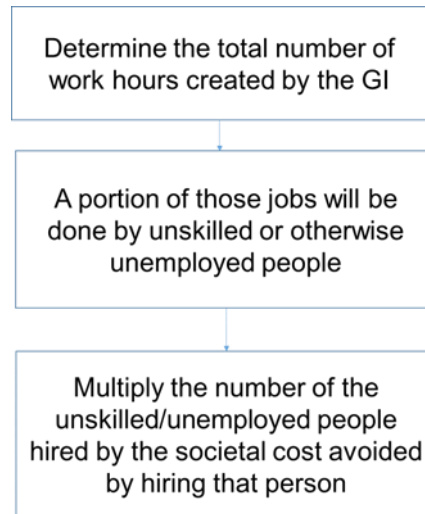 Determine the total number of
work hours created by the GI
A portion of those jobs will be
done by unskilled or otherwise
unemployed people
Multiply the number of the
unskilled/unemployed people
hired by the societal cost avoided
by hiring that person